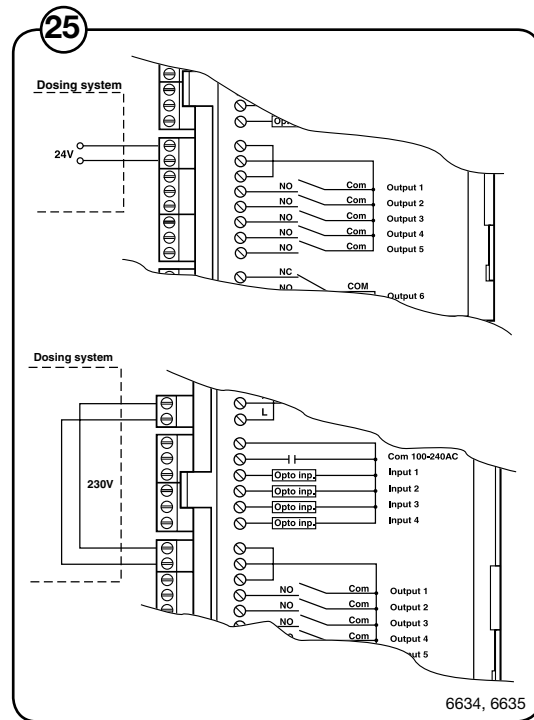 25
Dosing system
24V
NO Com Output 1
NO Com Output 2
NO Com Output 3
NO Com Output 4
NO Com Output 5
NC
NO COM Output 6
Dosing system
230V
L
Com 100-240AC
Opto inp. Input 1
Opto inp. Input 2
Opto inp. Input 3
Opto inp. Input 4
NO Com Output 1
NO Com Output 2
NO Com Output 3
Com Output 4
5
6634, 6635